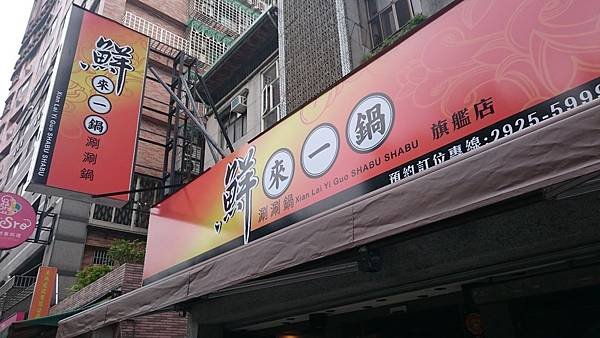 鮮來一鍋
涮涮鍋
Xian Lai Yi Guo SHABU SHABU
鮮來一鍋
旗艦店
涮涮鍋 Xian Lai Yi Guo SHABU SHABU
預約訂位專線:2925-5999